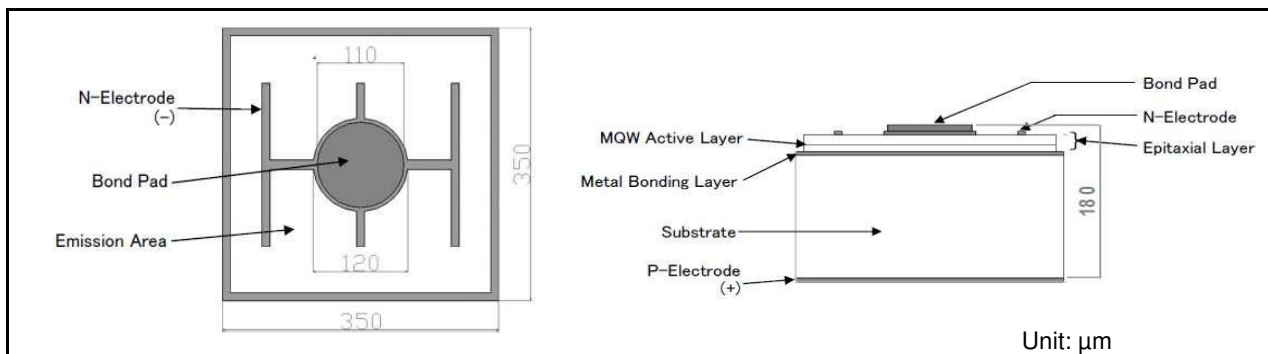 110
N-Electrode
(-)
Bond Pad
Emission Area
120
350
350
Bond Pad
N-Electrode
MQW Active Layer
Epitaxial Layer
Metal Bonding Layer
180
Substrate
P-Electrode
(+)
Unit: µm